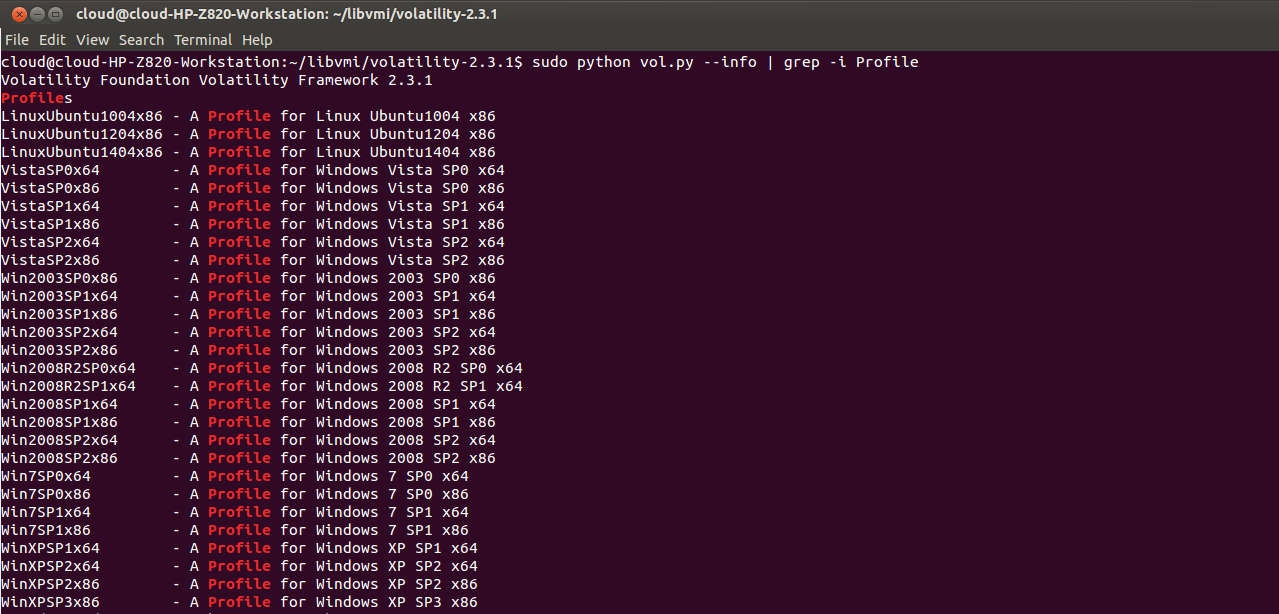 cloud@cloud-HP-Z820-Workstation: ~/libvmi/volatility-2.3.1
File Edit View Search Terminal Help
cloud@cloud-HP-Z820-Workstation:~/libvmi/volatility-2.3.1$ sudo python vol.py --info | grep -i Profile
Volatility Foundation Volatility Framework 2.3.1
Profiles
LinuxUbuntu1004x86 - A Profile for Linux Ubuntu1004 x86
LinuxUbuntu1204x86 - A Profile for Linux Ubuntu1204 x86
LinuxUbuntu1404x86 - A Profile for Linux Ubuntu1404 x86
VistaSP0x64        - A Profile for Windows Vista SP0 x64
VistaSP0x86        - A Profile for Windows Vista SP0 x86
VistaSP1x64        - A Profile for Windows Vista SP1 x64
VistaSP1x86        - A Profile for Windows Vista SP1 x86
VistaSP2x64        - A Profile for Windows Vista SP2 x64
VistaSP2x86        - A Profile for Windows Vista SP2 x86
Win2003SP0x86      - A Profile for Windows 2003 SP0 x86
Win2003SP1x64      - A Profile for Windows 2003 SP1 x64
Win2003SP1x86      - A Profile for Windows 2003 SP1 x86
Win2003SP2x64      - A Profile for Windows 2003 SP2 x64
Win2003SP2x86      - A Profile for Windows 2003 SP2 x86
Win2008R2SP0x64    - A Profile for Windows 2008 R2 SP0 x64
Win2008R2SP1x64    - A Profile for Windows 2008 R2 SP1 x64
Win2008SP1x64      - A Profile for Windows 2008 SP1 x64
Win2008SP1x86      - A Profile for Windows 2008 SP1 x86
Win2008SP2x64      - A Profile for Windows 2008 SP2 x64
Win2008SP2x86      - A Profile for Windows 2008 SP2 x86
Win7SP0x64         - A Profile for Windows 7 SP0 x64
Win7SP0x86         - A Profile for Windows 7 SP0 x86
Win7SP1x64         - A Profile for Windows 7 SP1 x64
Win7SP1x86         - A Profile for Windows 7 SP1 x86
WinXPSP1x64        - A Profile for Windows XP SP1 x64
WinXPSP2x64        - A Profile for Windows XP SP2 x64
WinXPSP2x86        - A Profile for Windows XP SP2 x86
WinXPSP3x86        - A Profile for Windows XP SP3 x86